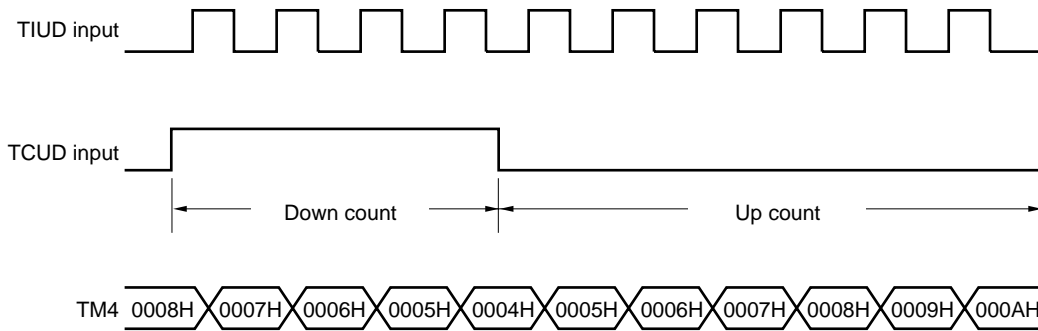 TIUD input
TCUD input
Down count Up count
TM4 0008H 0007H 0006H 0005H 0004H 0005H 0006H 0007H 0008H 0009H 000AH